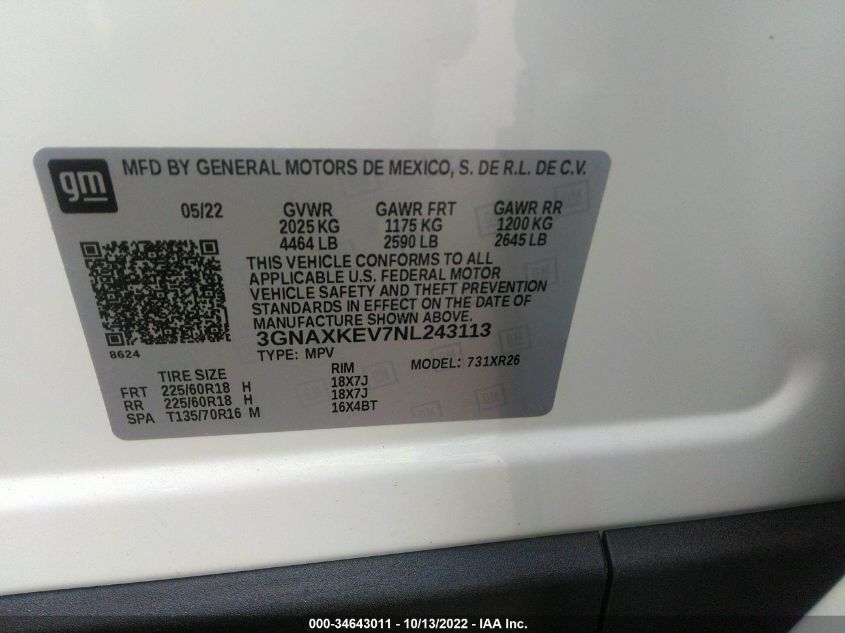 gm
MFD BY GENERAL MOTORS DE MEXICO, S. DE R.L. DE C.V.
05/22 GVWR GAWR FRT GAWR RR
2025 KG 1175 KG 1200 KG
4464 LB 2590 LB 2645 LB
THIS VEHICLE CONFORMS TO ALL
APPLICABLE U.S. FEDERAL MOTOR
VEHICLE SAFETY AND THEFT PREVENTION
STANDARDS IN EFFECT ON THE DATE OF
MANUFACTURE SHOWN ABOVE.
3GNAXKEV7NL243113
8624
TYPE: MPV MODEL: 731XR26
TIRE SIZE RIM
FRT 225/60R18 H 18X7J
RR 225/60R18 H 18X7J
SPA T135/70R16 M 16X4BT
000-34643011 - 10/13/2022 - IAA Inc.